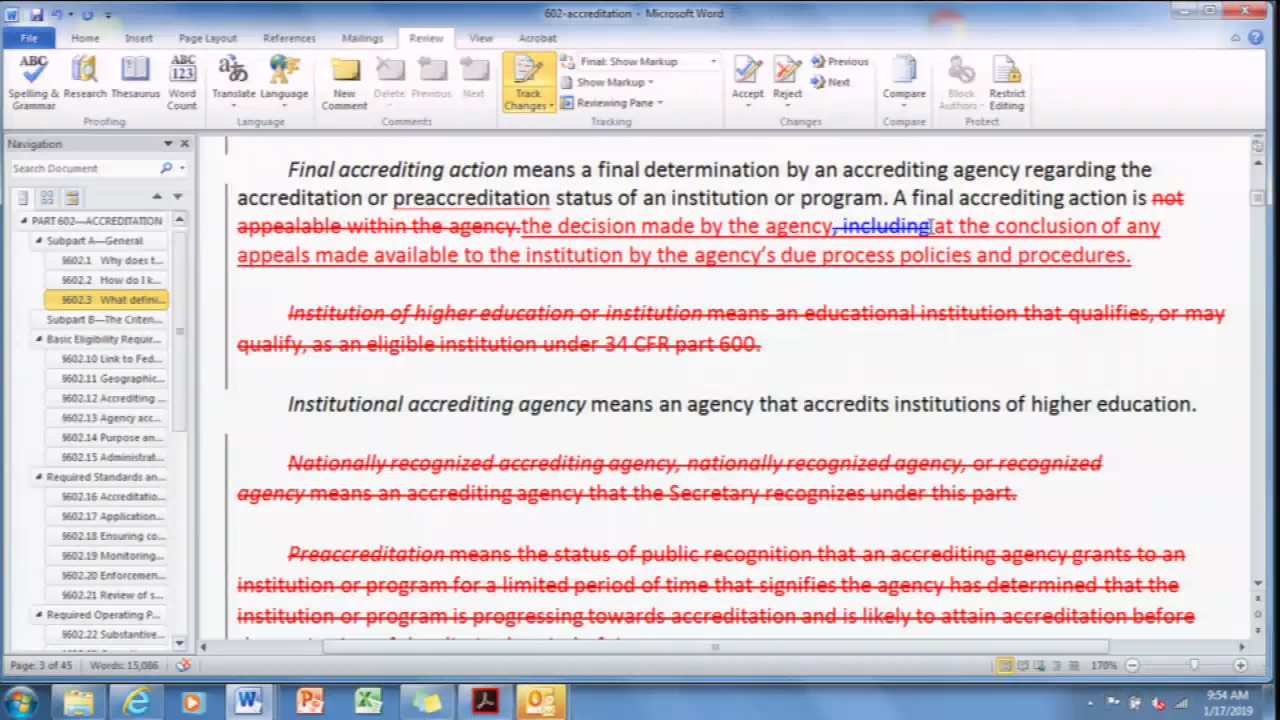 602-accreditation - Microsoft Word
File Home Insert Page Layout References Mailings Review View Acrobat
Final: Show Markup
Show Markup
Reviewing Pane
Previous
Next
Spelling & Grammar
Research
Thesaurus
Word Count
Translate
Language
New Comment
Delete
Previous
Next
Track Changes
Accept
Reject
Compare
Block Authors
Restrict Editing
Proofing Language Comments Tracking Changes Compare Protect
Navigation
Search Document
PART 602—ACCREDITATION
Subpart A—General
§602.1 Why does t...
§602.2 How do I k...
§602.3 What defini...
Subpart B—The Criteri...
Basic Eligibility Requir...
§602.10 Link to Fed...
§602.11 Geographic...
§602.12 Accrediting ...
§602.13 Agency acc...
§602.14 Purpose an...
§602.15 Administrat...
Required Standards an...
§602.16 Accreditatio...
§602.17 Application...
§602.18 Ensuring co...
§602.19 Monitoring...
§602.20 Enforcemen...
§602.21 Review of s...
Required Operating P...
§602.22 Substantive...
Final accrediting action means a final determination by an accrediting agency regarding the
accreditation or preaccreditation status of an institution or program. A final accrediting action is not
appealable within the agency.the decision made by the agency, including at the conclusion of any
appeals made available to the institution by the agency's due process policies and procedures.
Institution of higher education or institution means an educational institution that qualifies, or may
qualify, as an eligible institution under 34 CFR part 600.
Institutional accrediting agency means an agency that accredits institutions of higher education.
Nationally recognized accrediting agency, nationally recognized agency, or recognized
agency means an accrediting agency that the Secretary recognizes under this part.
Preaccreditation means the status of public recognition that an accrediting agency grants to an
institution or program for a limited period of time that signifies the agency has determined that the
institution or program is progressing towards accreditation and is likely to attain accreditation before
Page: 3 of 45 Words: 15,086
170%
9:54 AM
1/17/2019